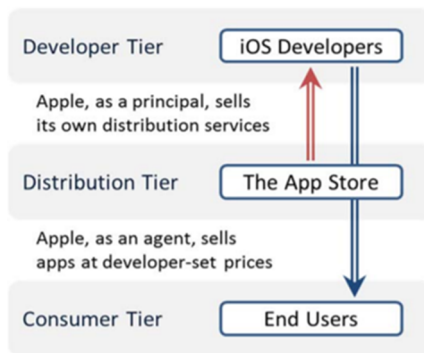 Developer Tier
iOS Developers
Apple, as a principal, sells
its own distribution services
Distribution Tier
The App Store
Apple, as an agent, sells
apps at developer-set prices
Consumer Tier
End Users